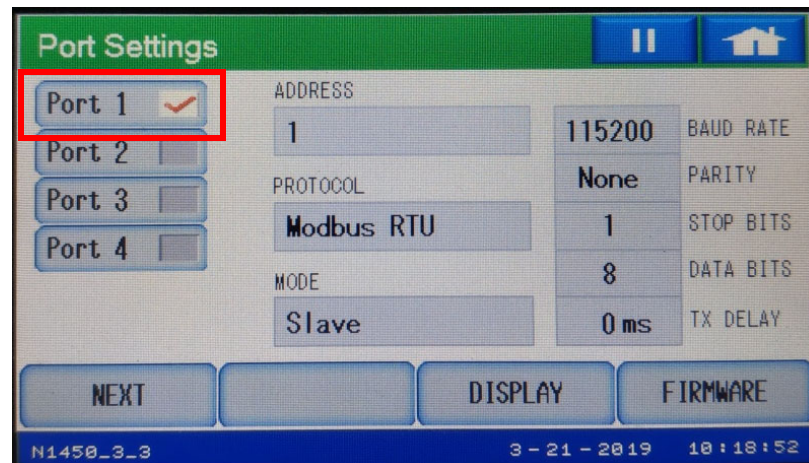 Port Settings
Port 1
Port 2
Port 3
Port 4
ADDRESS
1
PROTOCOL
Modbus RTU
MODE
Slave
115200 BAUD RATE
None PARITY
1 STOP BITS
8 DATA BITS
0 ms TX DELAY
NEXT
DISPLAY
FIRMWARE
N1450_3_3
3-21-2019 10:18:52